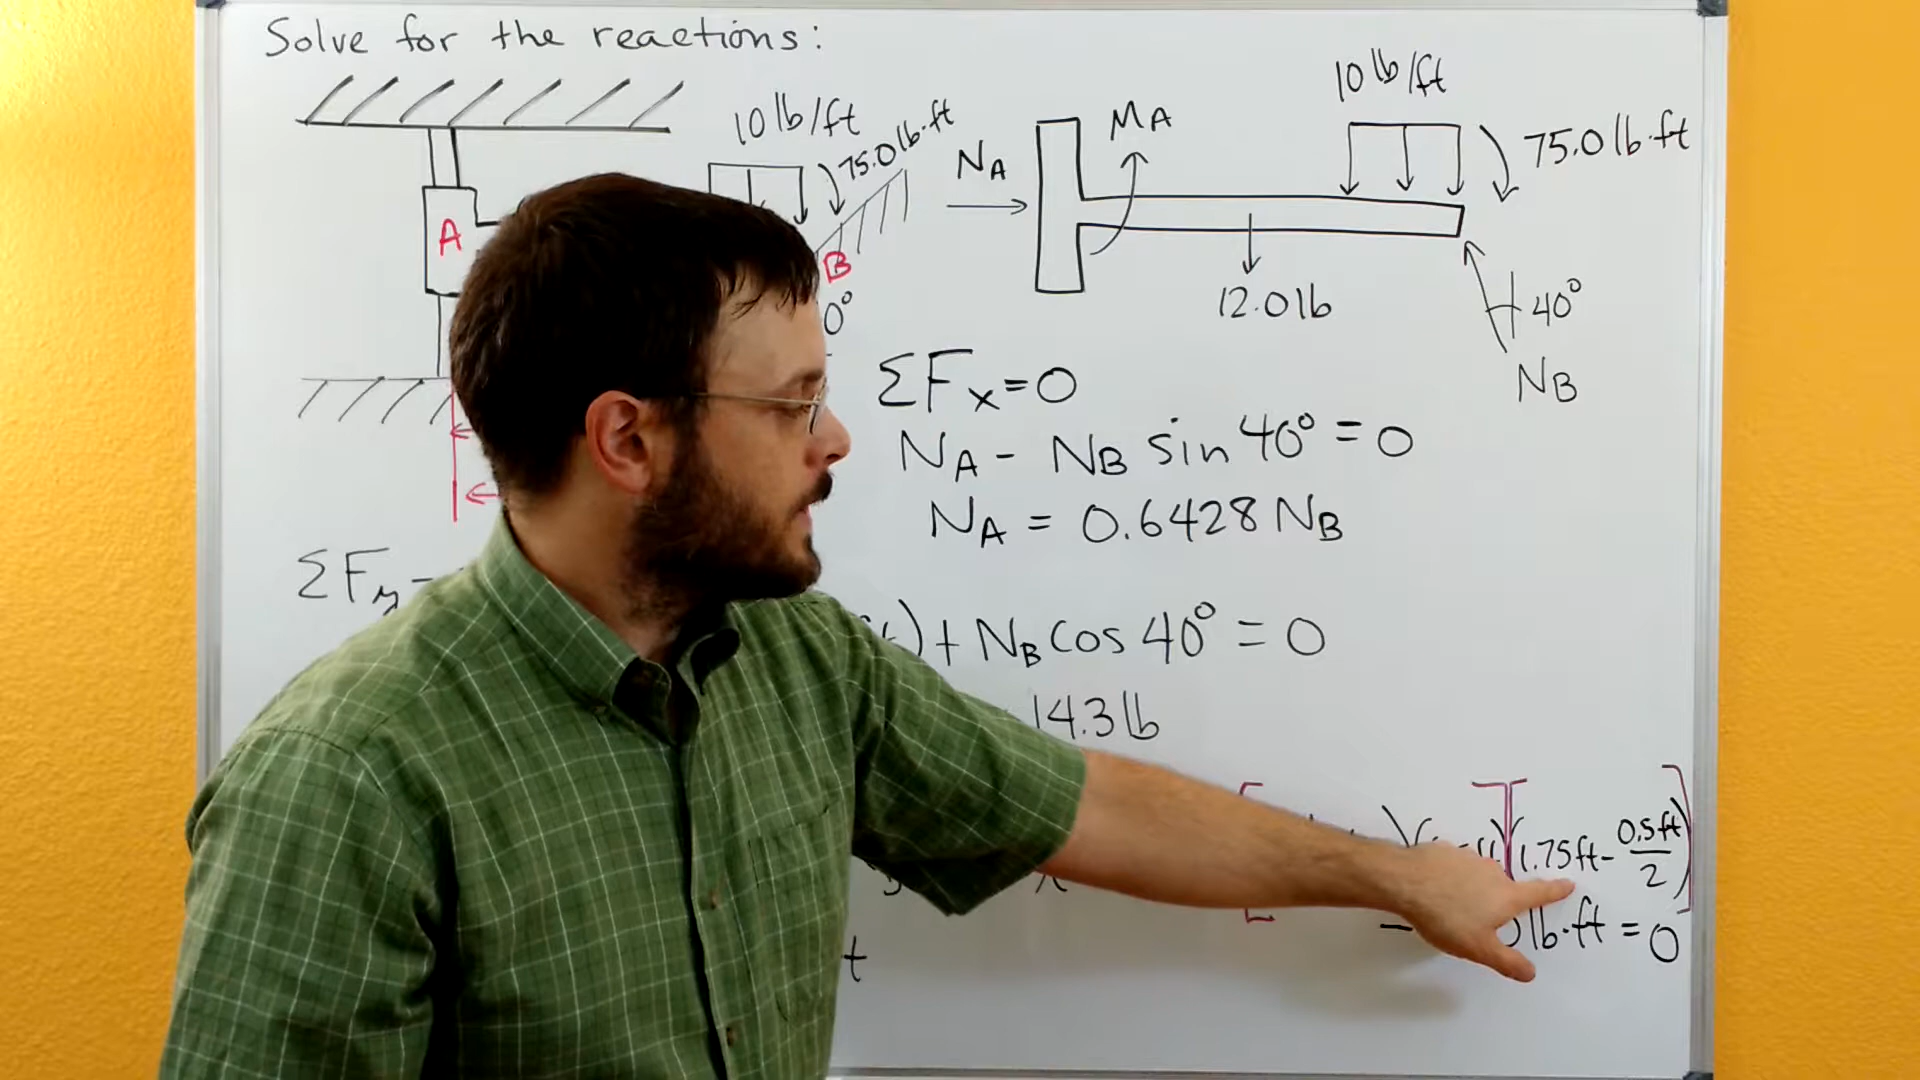 Solve for the reactions:
10 lb/ft
75.0 lb·ft
A
B
0°
N_A
M_A
10 lb/ft
75.0 lb·ft
12.0 lb
40°
N_B
ΣF_x = 0
N_A - N_B sin 40° = 0
N_A = 0.6428 N_B
ΣF_y
) + N_B cos 40° = 0
14.3 lb
)( )(1.75 ft - 0.5 ft/2)
- lb·ft = 0
t